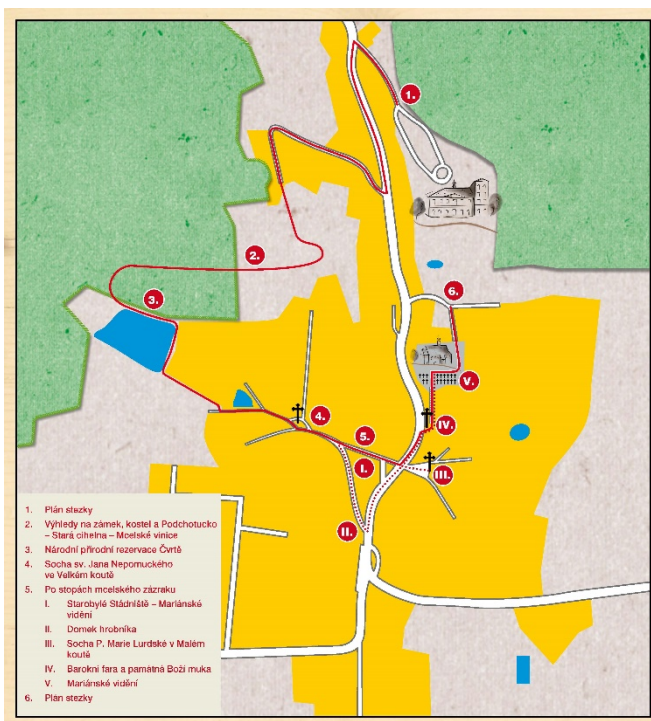 1.
2.
3.
6.
V.
4.
IV.
5.
I.
III.
II.
1. Plán stezky
2. Výhledy na zámek, kostel a Podchotucko
– Stará cihelna – Mcelské vinice
3. Národní přírodní rezervace Čvrtě
4. Socha sv. Jana Nepomuckého
ve Velkém koutě
5. Po stopách mcelského zázraku
I. Starobylé Stádniště – Mariánské
vidění
II. Domek hrobníka
III. Socha P. Marie Lurdské v Malém
koutě
IV. Barokní fara a památná Boží muka
V. Mariánské vidění
6. Plán stezky